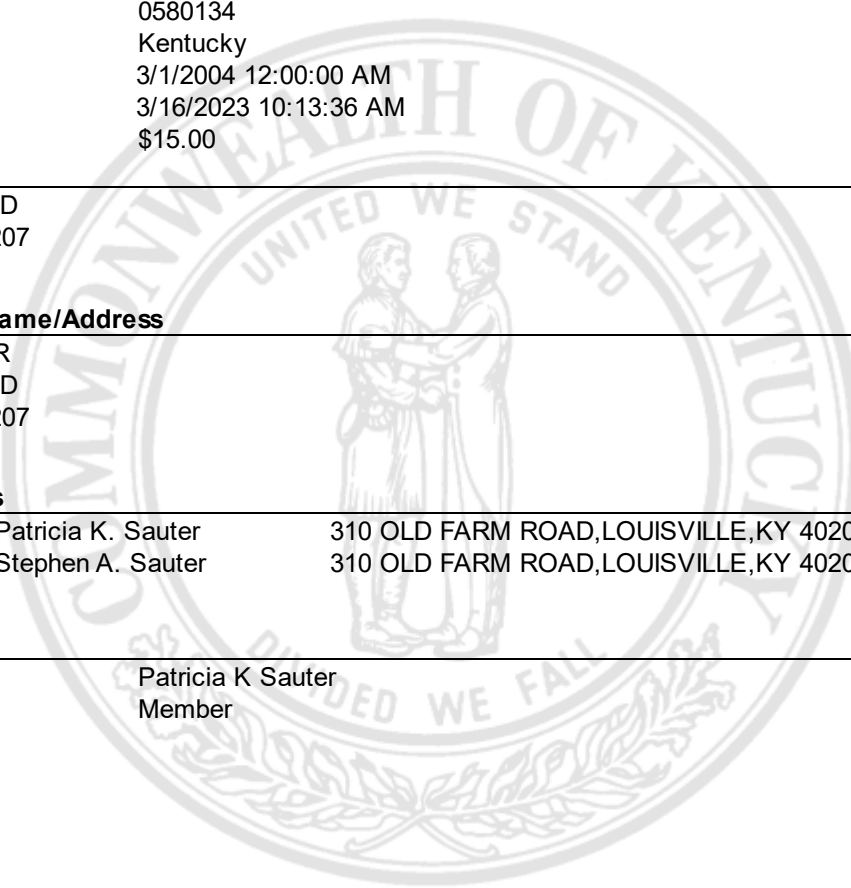 0580134
Kentucky
3/1/2004 12:00:00 AM
3/16/2023 10:13:36 AM
$15.00
D
207
ame/Address
R
D
207
s
Patricia K. Sauter 310 OLD FARM ROAD,LOUISVILLE,KY 4020
Stephen A. Sauter 310 OLD FARM ROAD,LOUISVILLE,KY 4020
Patricia K Sauter
Member
COMMONWEALTH OF KENTUCKY
UNITED WE STAND
DIVIDED WE FALL